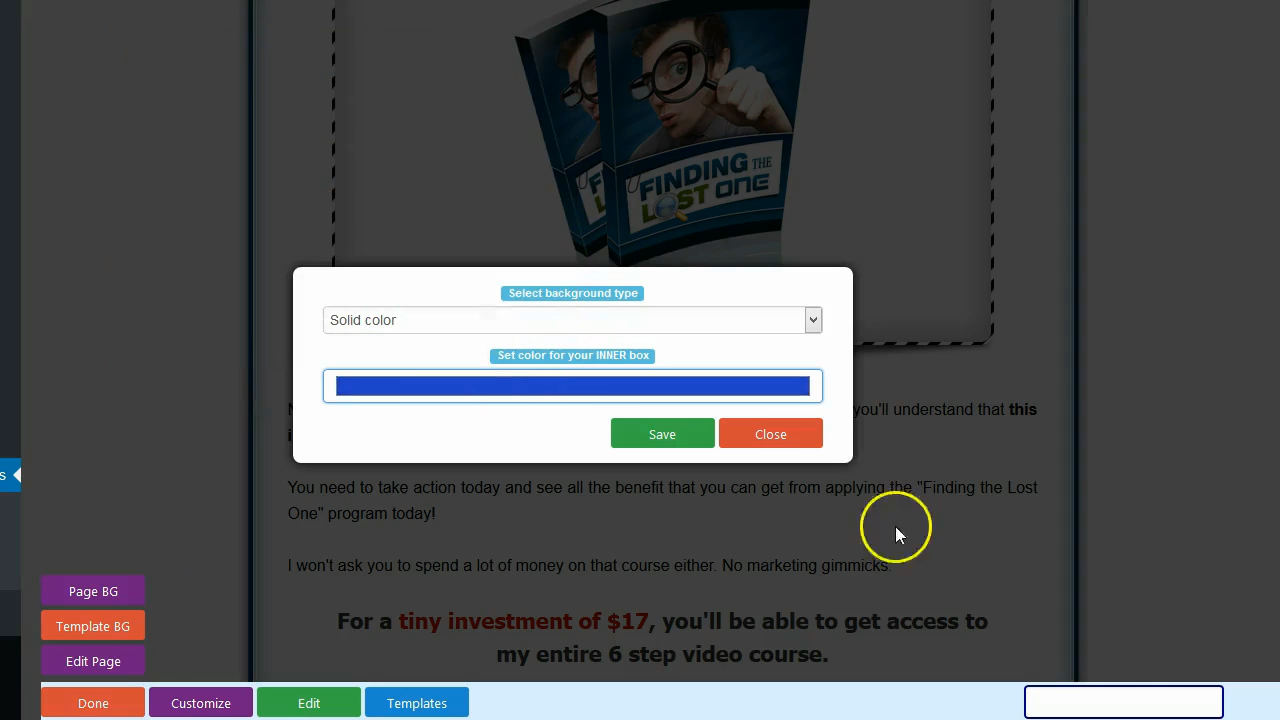 FINDING THE
LOST ONE
Select background type
Solid color
Set color for your INNER box
you'll understand that this
Save
Close
You need to take action today and see all the benefit that you can get from applying the "Finding the Lost
One" program today!
I won't ask you to spend a lot of money on that course either. No marketing gimmicks.
For a tiny investment of $17, you'll be able to get access to
my entire 6 step video course.
s
Page BG
Template BG
Edit Page
Done
Customize
Edit
Templates